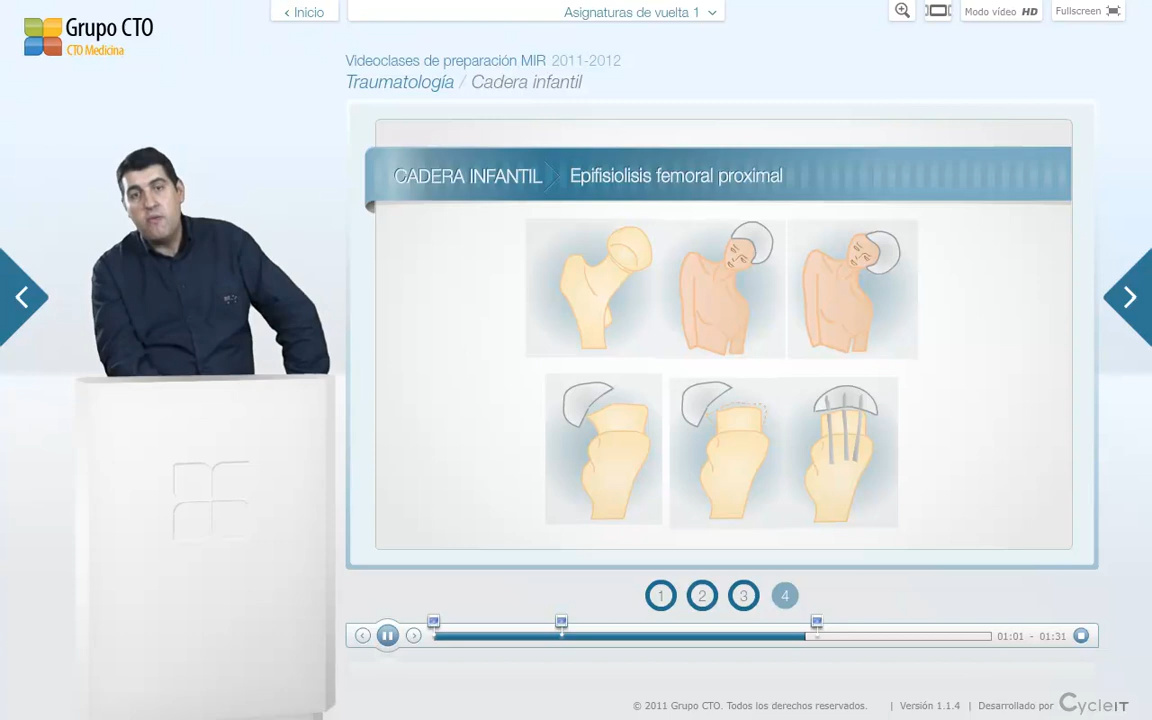 Grupo CTO
CTO Medicina
‹ Inicio
Asignaturas de vuelta 1
Modo vídeo HD
Fullscreen
Videoclases de preparación MIR 2011-2012
Traumatología / Cadera infantil
CADERA INFANTIL
Epifisiolisis femoral proximal
1 2 3 4
01:01 - 01:31
© 2011 Grupo CTO. Todos los derechos reservados. | Versión 1.1.4 | Desarrollado por CycleIT